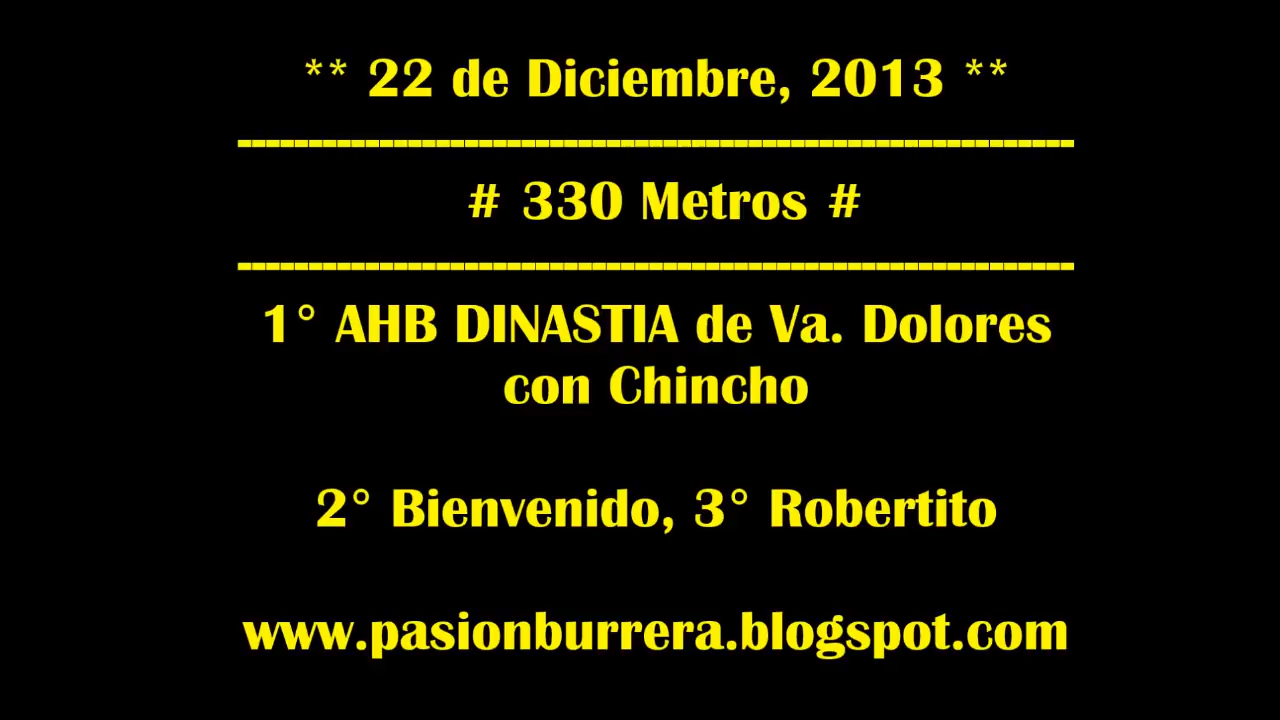 ** 22 de Diciembre, 2013 **
-----------------------------------------------------------
# 330 Metros #
-----------------------------------------------------------
1° AHB DINASTIA de Va. Dolores
con Chincho
2° Bienvenido, 3° Robertito
www.pasionburrera.blogspot.com